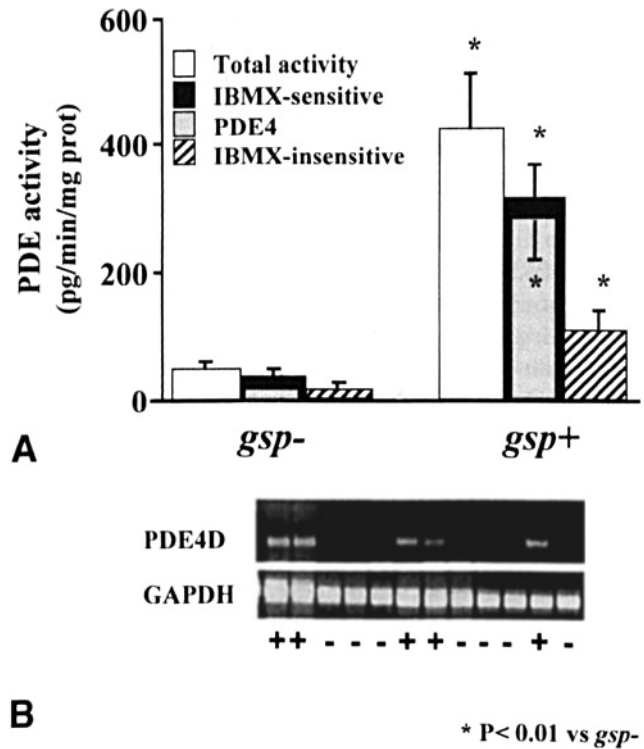 600
400
200
0
PDE activity
(pg/min/mg prot)
Total activity
IBMX-sensitive
PDE4
IBMX-insensitive
*
*
*
*
gsp-
gsp+
A
PDE4D
GAPDH
+ + - - - + + - - - + -
B
* P< 0.01 vs gsp-